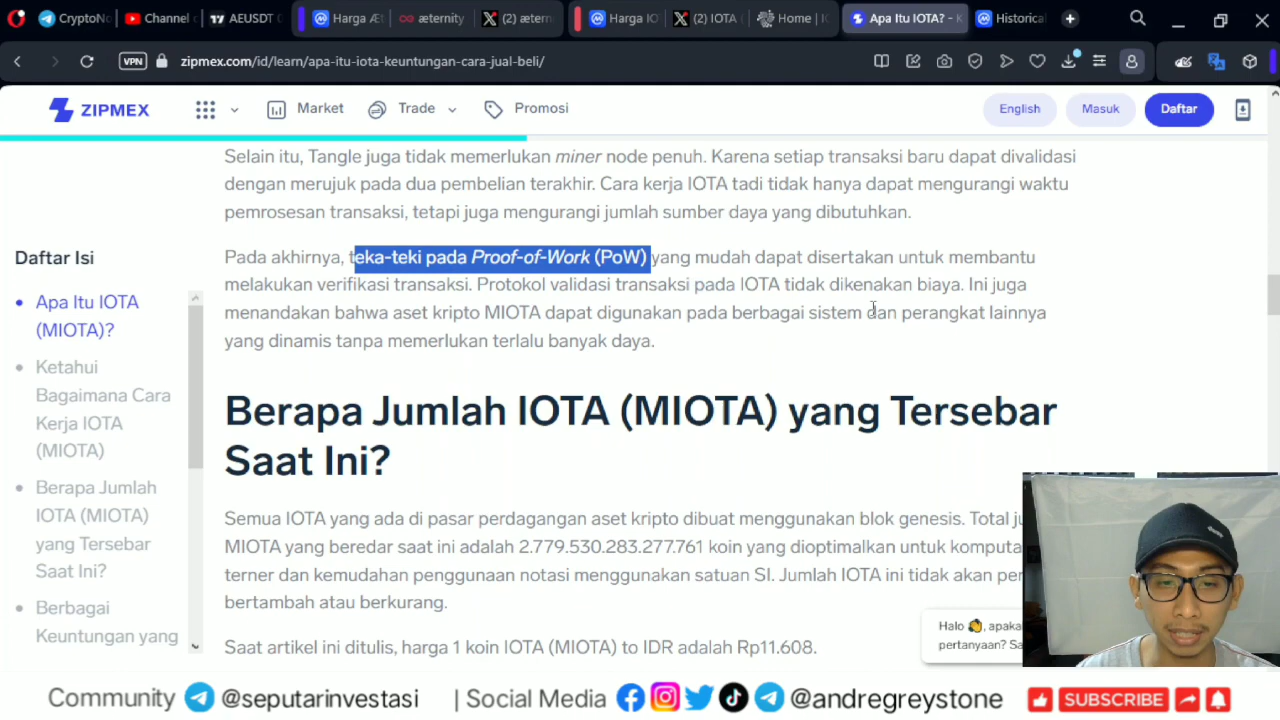 CryptoNo
Channel c
AEUSDT 0
Harga Æt
æternity
(2) ætern
Harga IO
(2) IOTA (
Home | IO
Apa Itu IOTA? - K
Historical
VPN
zipmex.com/id/learn/apa-itu-iota-keuntungan-cara-jual-beli/
ZIPMEX
Market
Trade
Promosi
English
Masuk
Daftar
Selain itu, Tangle juga tidak memerlukan miner node penuh. Karena setiap transaksi baru dapat divalidasi
dengan merujuk pada dua pembelian terakhir. Cara kerja IOTA tadi tidak hanya dapat mengurangi waktu
pemrosesan transaksi, tetapi juga mengurangi jumlah sumber daya yang dibutuhkan.
Pada akhirnya, teka-teki pada Proof-of-Work (PoW) yang mudah dapat disertakan untuk membantu
melakukan verifikasi transaksi. Protokol validasi transaksi pada IOTA tidak dikenakan biaya. Ini juga
menandakan bahwa aset kripto MIOTA dapat digunakan pada berbagai sistem dan perangkat lainnya
yang dinamis tanpa memerlukan terlalu banyak daya.
Daftar Isi
Apa Itu IOTA
(MIOTA)?
Ketahui
Bagaimana Cara
Kerja IOTA
(MIOTA)
Berapa Jumlah
IOTA (MIOTA)
yang Tersebar
Saat Ini?
Berbagai
Keuntungan yang
Berapa Jumlah IOTA (MIOTA) yang Tersebar
Saat Ini?
Semua IOTA yang ada di pasar perdagangan aset kripto dibuat menggunakan blok genesis. Total ju
MIOTA yang beredar saat ini adalah 2.779.530.283.277.761 koin yang dioptimalkan untuk komputa
terner dan kemudahan penggunaan notasi menggunakan satuan SI. Jumlah IOTA ini tidak akan per
bertambah atau berkurang.
Saat artikel ini ditulis, harga 1 koin IOTA (MIOTA) to IDR adalah Rp11.608.
Halo 👋, apaka
pertanyaan? Sa
Community @seputarinvestasi | Social Media @andregreystone SUBSCRIBE